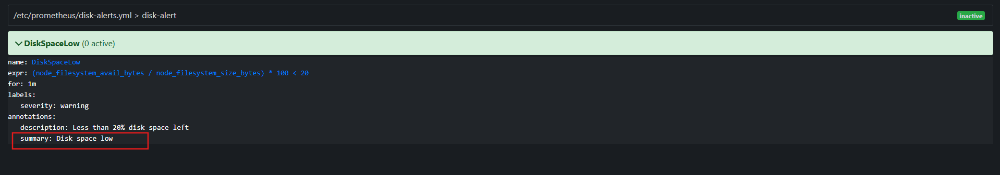 /etc/prometheus/disk-alerts.yml > disk-alert inactive
DiskSpaceLow (0 active)
name: DiskSpaceLow
expr: (node_filesystem_avail_bytes / node_filesystem_size_bytes) * 100 < 20
for: 1m
labels:
severity: warning
annotations:
description: Less than 20% disk space left
summary: Disk space low